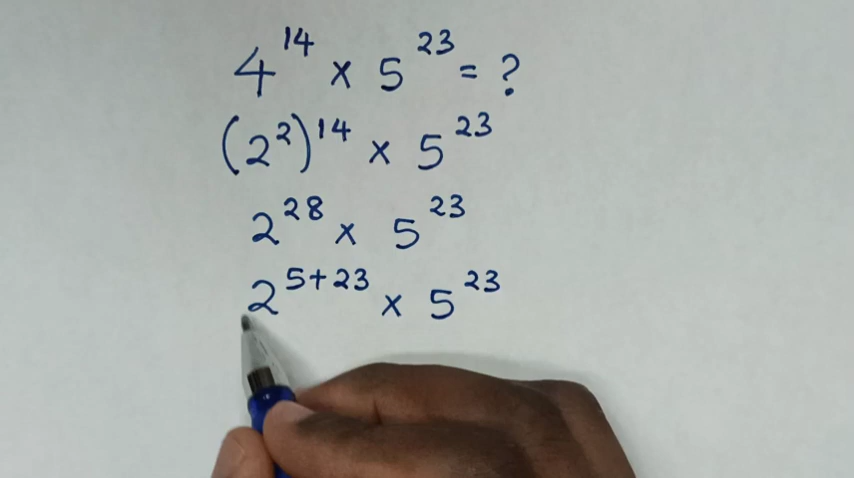 4^14 × 5^23 = ?
(2^2)^14 × 5^23
2^28 × 5^23
2^5+23 × 5^23